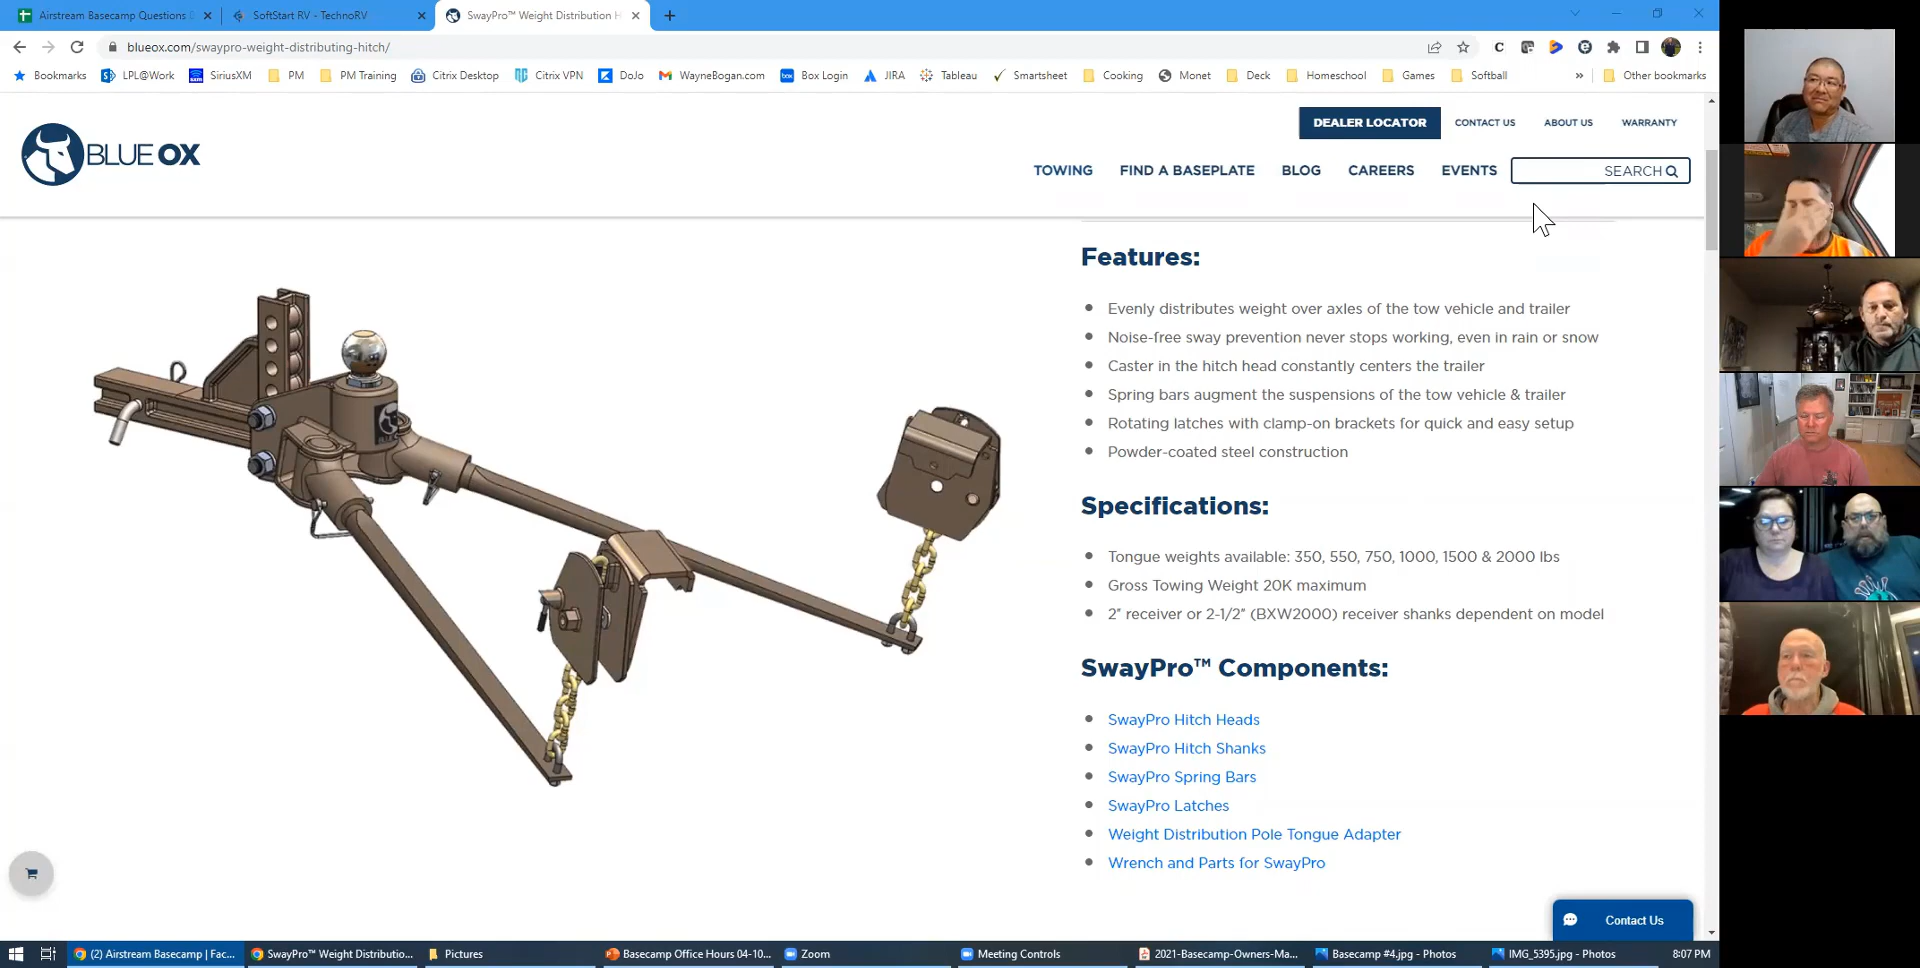 Airstream Basecamp Questions
SoftStart RV - TechnoRV
SwayPro™ Weight Distribution H
blueox.com/swaypro-weight-distributing-hitch/
Bookmarks
LPL@Work
SiriusXM
PM
PM Training
Citrix Desktop
Citrix VPN
DoJo
WayneBogan.com
Box Login
JIRA
Tableau
Smartsheet
Cooking
Monet
Deck
Homeschool
Games
Softball
»
Other bookmarks
BLUE OX
DEALER LOCATOR
CONTACT US
ABOUT US
WARRANTY
TOWING
FIND A BASEPLATE
BLOG
CAREERS
EVENTS
SEARCH
Features:
Evenly distributes weight over axles of the tow vehicle and trailer
Noise-free sway prevention never stops working, even in rain or snow
Caster in the hitch head constantly centers the trailer
Spring bars augment the suspensions of the tow vehicle & trailer
Rotating latches with clamp-on brackets for quick and easy setup
Powder-coated steel construction
Specifications:
Tongue weights available: 350, 550, 750, 1000, 1500 & 2000 lbs
Gross Towing Weight 20K maximum
2" receiver or 2-1/2" (BXW2000) receiver shanks dependent on model
SwayPro™ Components:
SwayPro Hitch Heads
SwayPro Hitch Shanks
SwayPro Spring Bars
SwayPro Latches
Weight Distribution Pole Tongue Adapter
Wrench and Parts for SwayPro
Contact Us
(2) Airstream Basecamp | Fac...
SwayPro™ Weight Distributio...
Pictures
Basecamp Office Hours 04-10...
Zoom
Meeting Controls
2021-Basecamp-Owners-Ma...
Basecamp #4.jpg - Photos
IMG_5395.jpg - Photos
8:07 PM